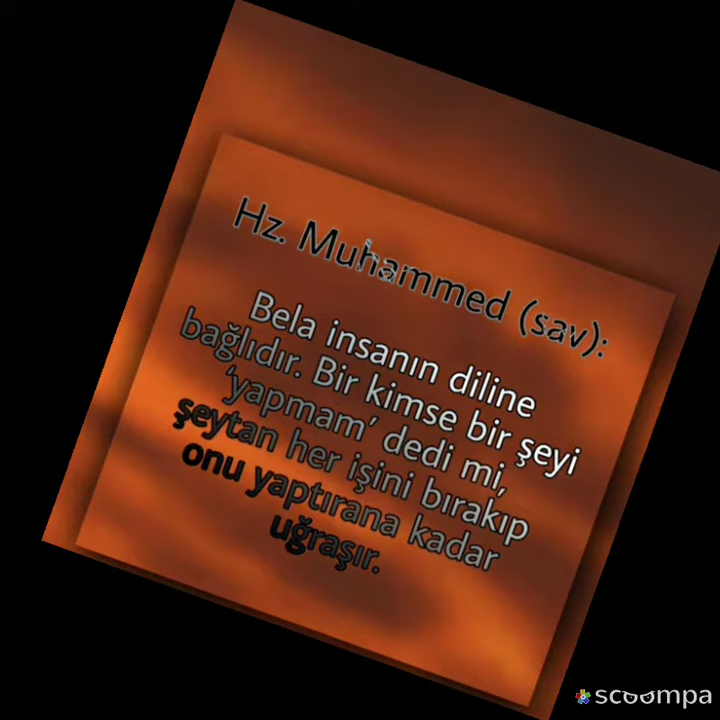 Hz. Muhammed (sav):
Bela insanın diline
bağlıdır. Bir kimse bir şeyi
‘yapmam’ dedi mi,
şeytan her işini bırakıp
onu yaptırana kadar
uğraşır.
scoompa